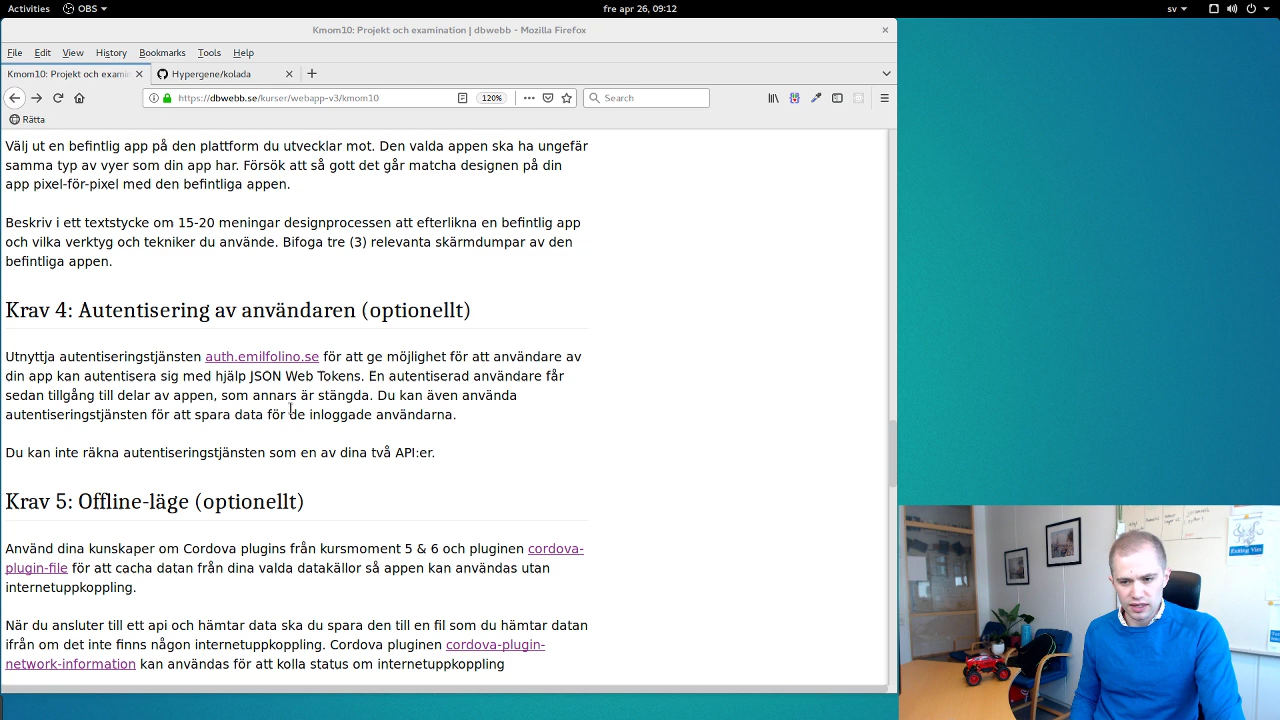 Activities
OBS
fre apr 26, 09:12
sv
Kmom10: Projekt och examination | dbwebb - Mozilla Firefox
File Edit View History Bookmarks Tools Help
Kmom10: Projekt och exami
Hypergene/kolada
https://dbwebb.se/kurser/webapp-v3/kmom10
120%
Search
Rätta
Välj ut en befintlig app på den plattform du utvecklar mot. Den valda appen ska ha ungefär
samma typ av vyer som din app har. Försök att så gott det går matcha designen på din
app pixel-för-pixel med den befintliga appen.
Beskriv i ett textstycke om 15-20 meningar designprocessen att efterlikna en befintlig app
och vilka verktyg och tekniker du använde. Bifoga tre (3) relevanta skärmdumpar av den
befintliga appen.
Krav 4: Autentisering av användaren (optionellt)
Utnyttja autentiseringstjänsten auth.emilfolino.se för att ge möjlighet för att användare av
din app kan autentisera sig med hjälp JSON Web Tokens. En autentiserad användare får
sedan tillgång till delar av appen, som annars är stängda. Du kan även använda
autentiseringstjänsten för att spara data för de inloggade användarna.
Du kan inte räkna autentiseringstjänsten som en av dina två API:er.
Krav 5: Offline-läge (optionellt)
Använd dina kunskaper om Cordova plugins från kursmoment 5 & 6 och pluginen cordova-
plugin-file för att cacha datan från dina valda datakällor så appen kan användas utan
internetuppkoppling.
När du ansluter till ett api och hämtar data ska du spara den till en fil som du hämtar datan
ifrån om det inte finns någon internetuppkoppling. Cordova pluginen cordova-plugin-
network-information kan användas för att kolla status om internetuppkoppling
Exiting Vim